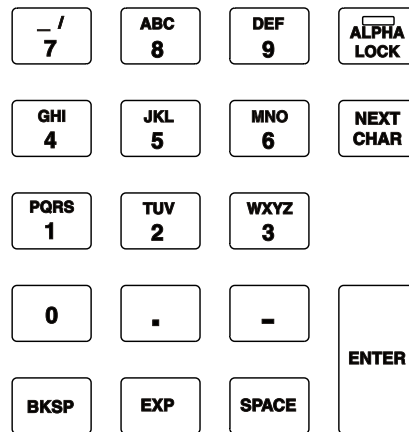 _ /
7
ABC
8
DEF
9
ALPHA
LOCK
GHI
4
JKL
5
MNO
6
NEXT
CHAR
PQRS
1
TUV
2
WXYZ
3
0
.
-
ENTER
BKSP
EXP
SPACE